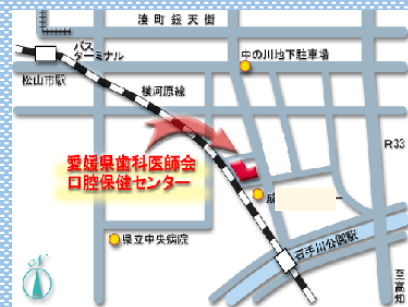 湊町銀天街
バス
ターミナル
松山市駅
中の川地下駐車場
横河原線
R33
愛媛県歯科医師会
口腔保健センター
県立中央病院
石手川公園駅
至高知
N